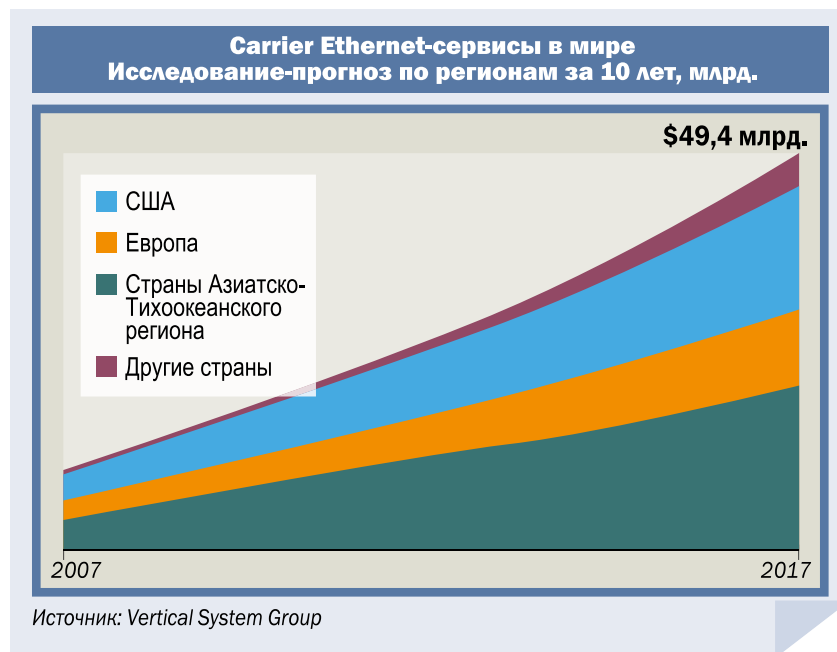 Carrier Ethernet-сервисы в мире
Исследование-прогноз по регионам за 10 лет, млрд.
$49,4 млрд.
США
Европа
Страны Азиатско-
Тихоокеанского
региона
Другие страны
2007
2017
Источник: Vertical System Group